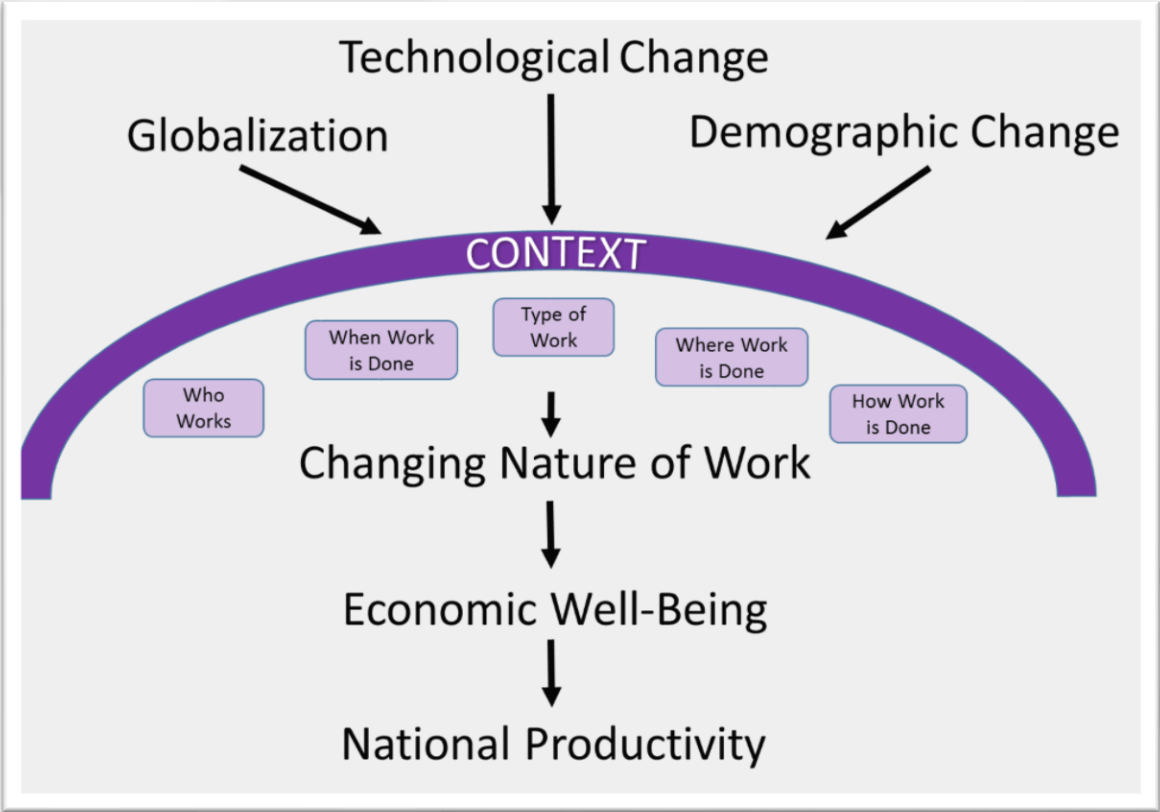 Technological Change
Globalization
Demographic Change
CONTEXT
Type of
Work
When Work
is Done
Where Work
is Done
Who
Works
How Work
is Done
Changing Nature of Work
Economic Well-Being
National Productivity